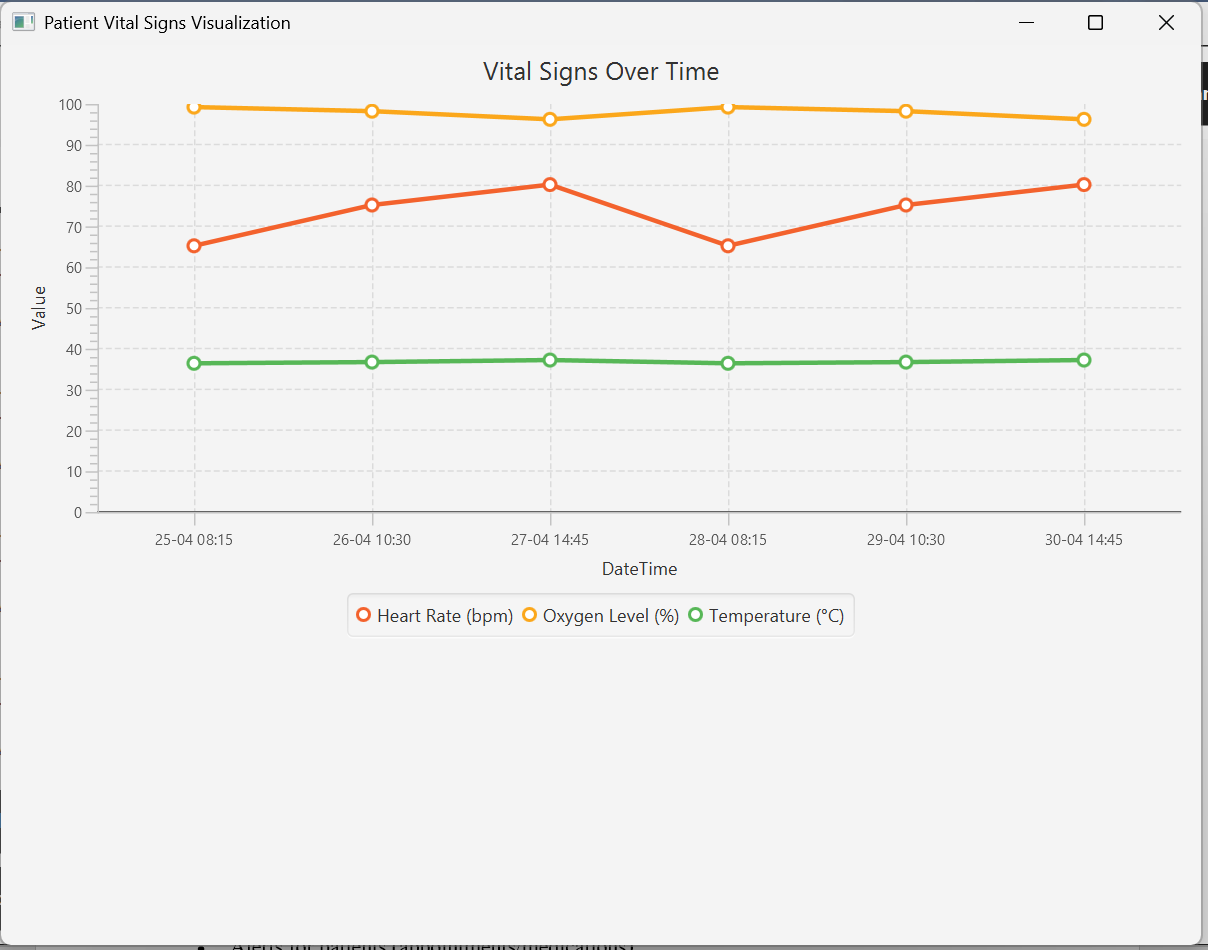 Patient Vital Signs Visualization
Vital Signs Over Time
100
90
80
70
60
50
40
30
20
10
0
Value
25-04 08:15 26-04 10:30 27-04 14:45 28-04 08:15 29-04 10:30 30-04 14:45
DateTime
Heart Rate (bpm) Oxygen Level (%) Temperature (°C)